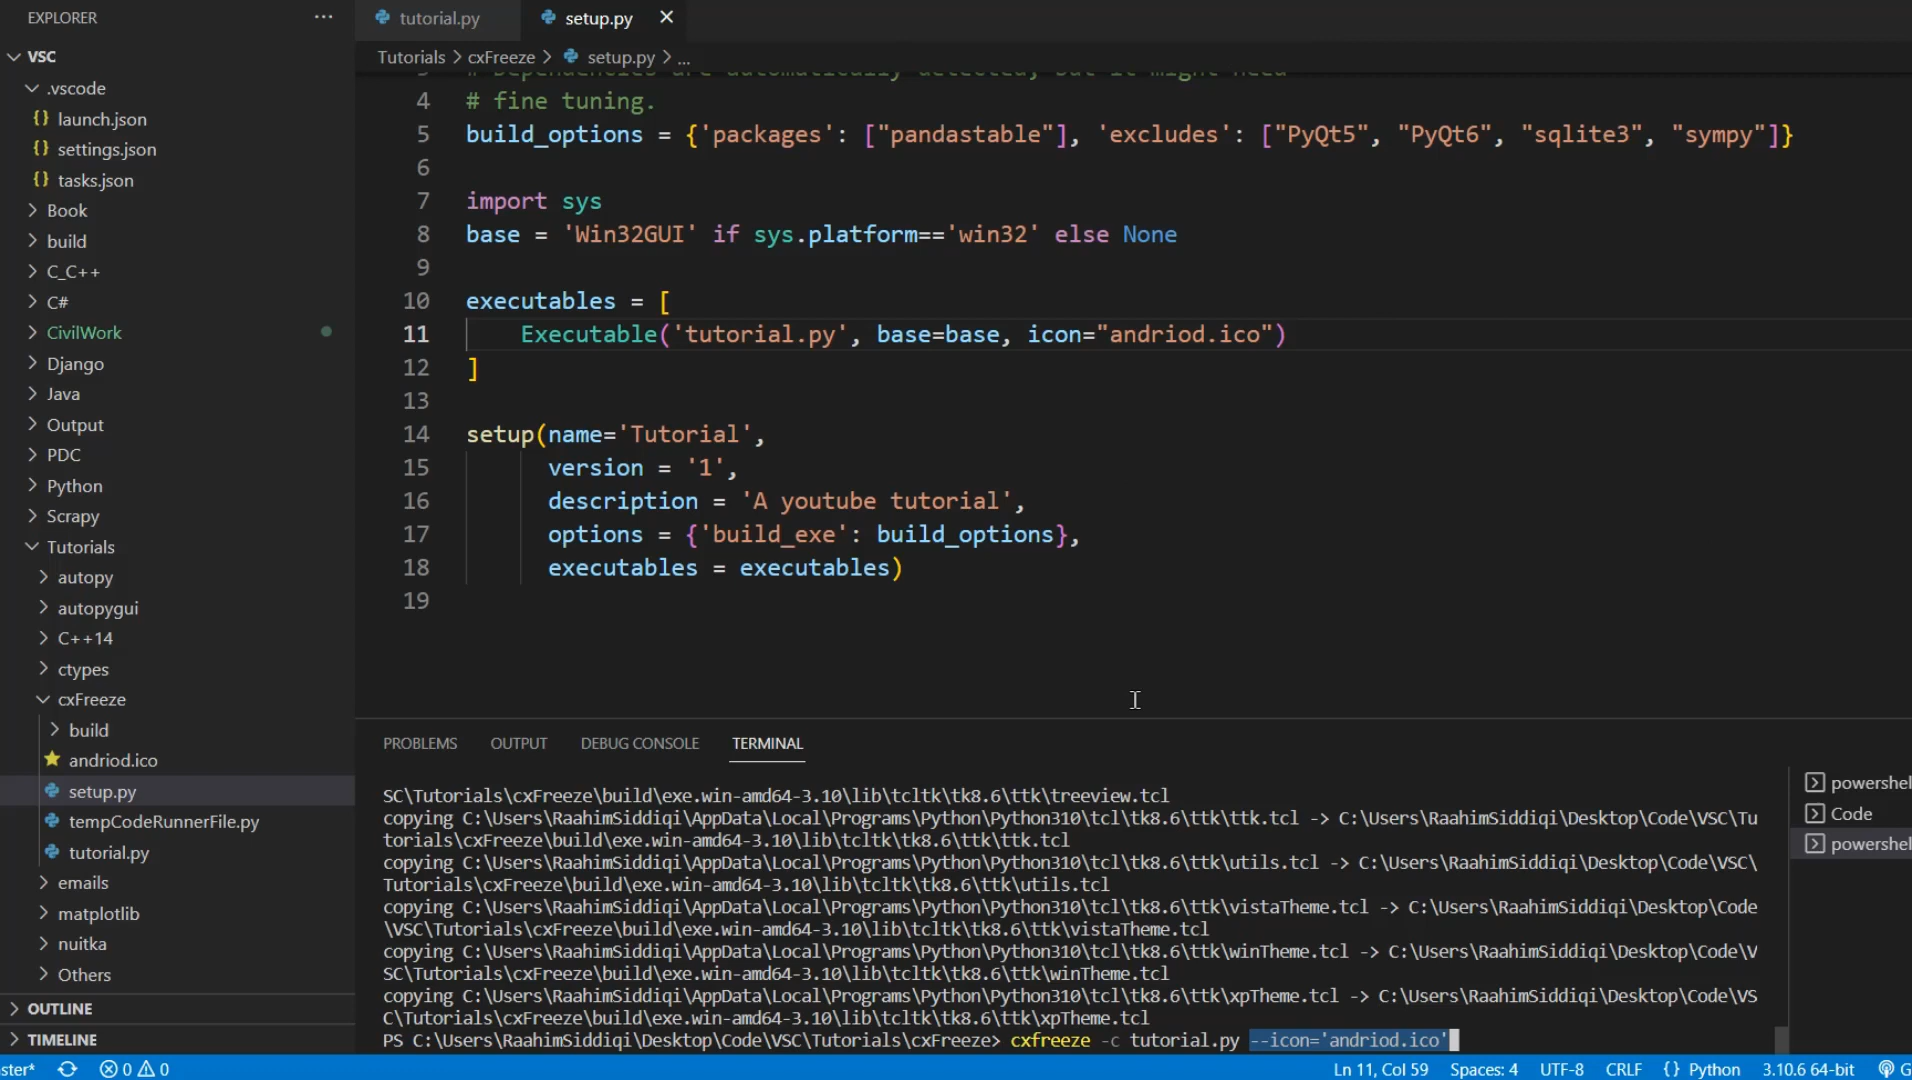 EXPLORER
VSC
.vscode
launch.json
settings.json
tasks.json
Book
build
C_C++
C#
CivilWork
Django
Java
Output
PDC
Python
Scrapy
Tutorials
autopy
autopygui
C++14
ctypes
cxFreeze
build
andriod.ico
setup.py
tempCodeRunnerFile.py
tutorial.py
emails
matplotlib
nuitka
Others
OUTLINE
TIMELINE
tutorial.py setup.py
Tutorials > cxFreeze > setup.py > ...
3 # Dependencies are automatically detected, but it might need
4 # fine tuning.
5 build_options = {'packages': ["pandastable"], 'excludes': ["PyQt5", "PyQt6", "sqlite3", "sympy"]}
6
7 import sys
8 base = 'Win32GUI' if sys.platform=='win32' else None
9
10 executables = [
11 Executable('tutorial.py', base=base, icon="andriod.ico")
12 ]
13
14 setup(name='Tutorial',
15 version = '1',
16 description = 'A youtube tutorial',
17 options = {'build_exe': build_options},
18 executables = executables)
19
PROBLEMS OUTPUT DEBUG CONSOLE TERMINAL
SC\Tutorials\cxFreeze\build\exe.win-amd64-3.10\lib\tcltk\tk8.6\ttk\treeview.tcl
copying C:\Users\RaahimSiddiqi\AppData\Local\Programs\Python\Python310\tcl\tk8.6\ttk\ttk.tcl -> C:\Users\RaahimSiddiqi\Desktop\Code\VSC\Tu
torials\cxFreeze\build\exe.win-amd64-3.10\lib\tcltk\tk8.6\ttk\ttk.tcl
copying C:\Users\RaahimSiddiqi\AppData\Local\Programs\Python\Python310\tcl\tk8.6\ttk\utils.tcl -> C:\Users\RaahimSiddiqi\Desktop\Code\VSC\
Tutorials\cxFreeze\build\exe.win-amd64-3.10\lib\tcltk\tk8.6\ttk\utils.tcl
copying C:\Users\RaahimSiddiqi\AppData\Local\Programs\Python\Python310\tcl\tk8.6\ttk\vistaTheme.tcl -> C:\Users\RaahimSiddiqi\Desktop\Code
\VSC\Tutorials\cxFreeze\build\exe.win-amd64-3.10\lib\tcltk\tk8.6\ttk\vistaTheme.tcl
copying C:\Users\RaahimSiddiqi\AppData\Local\Programs\Python\Python310\tcl\tk8.6\ttk\winTheme.tcl -> C:\Users\RaahimSiddiqi\Desktop\Code\V
SC\Tutorials\cxFreeze\build\exe.win-amd64-3.10\lib\tcltk\tk8.6\ttk\winTheme.tcl
copying C:\Users\RaahimSiddiqi\AppData\Local\Programs\Python\Python310\tcl\tk8.6\ttk\xpTheme.tcl -> C:\Users\RaahimSiddiqi\Desktop\Code\VS
C\Tutorials\cxFreeze\build\exe.win-amd64-3.10\lib\tcltk\tk8.6\ttk\xpTheme.tcl
PS C:\Users\RaahimSiddiqi\Desktop\Code\VSC\Tutorials\cxFreeze> cxfreeze -c tutorial.py --icon='andriod.ico'
powershel
Code
powershel
ster* 0 0 Ln 11, Col 59 Spaces: 4 UTF-8 CRLF {} Python 3.10.6 64-bit G